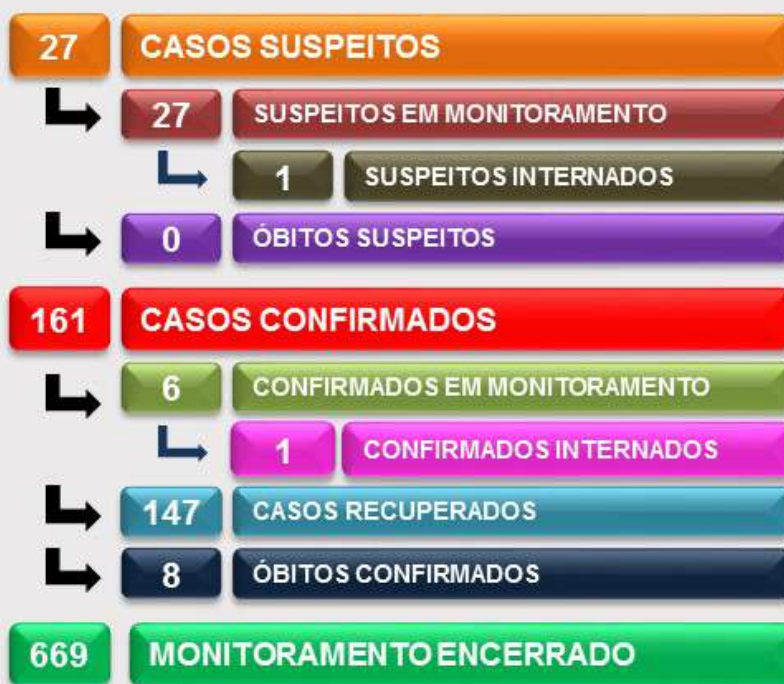 27 CASOS SUSPEITOS
27 SUSPEITOS EM MONITORAMENTO
1 SUSPEITOS INTERNADOS
0 ÓBITOS SUSPEITOS
161 CASOS CONFIRMADOS
6 CONFIRMADOS EM MONITORAMENTO
1 CONFIRMADOS INTERNADOS
147 CASOS RECUPERADOS
8 ÓBITOS CONFIRMADOS
669 MONITORAMENTO ENCERRADO